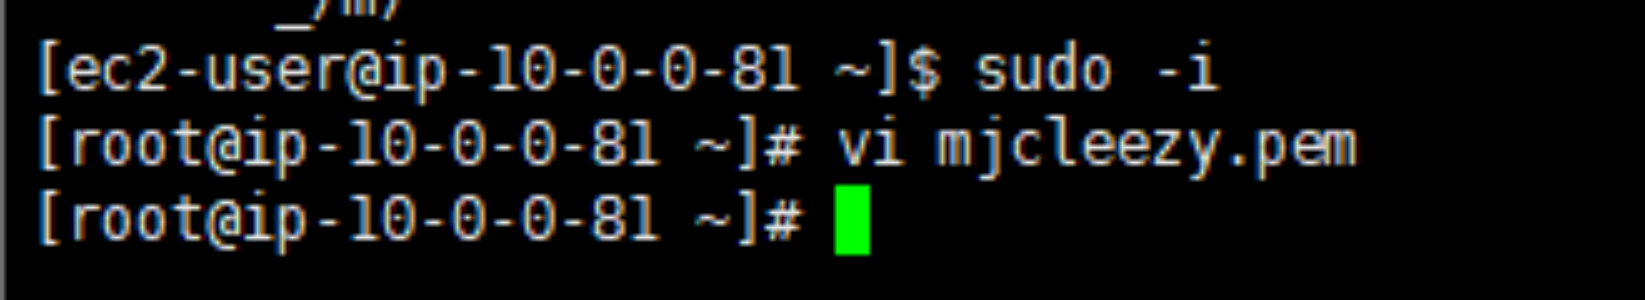 _/m/
[ec2-user@ip-10-0-0-81 ~]$ sudo -i
[root@ip-10-0-0-81 ~]# vi mjcleezy.pem
[root@ip-10-0-0-81 ~]#